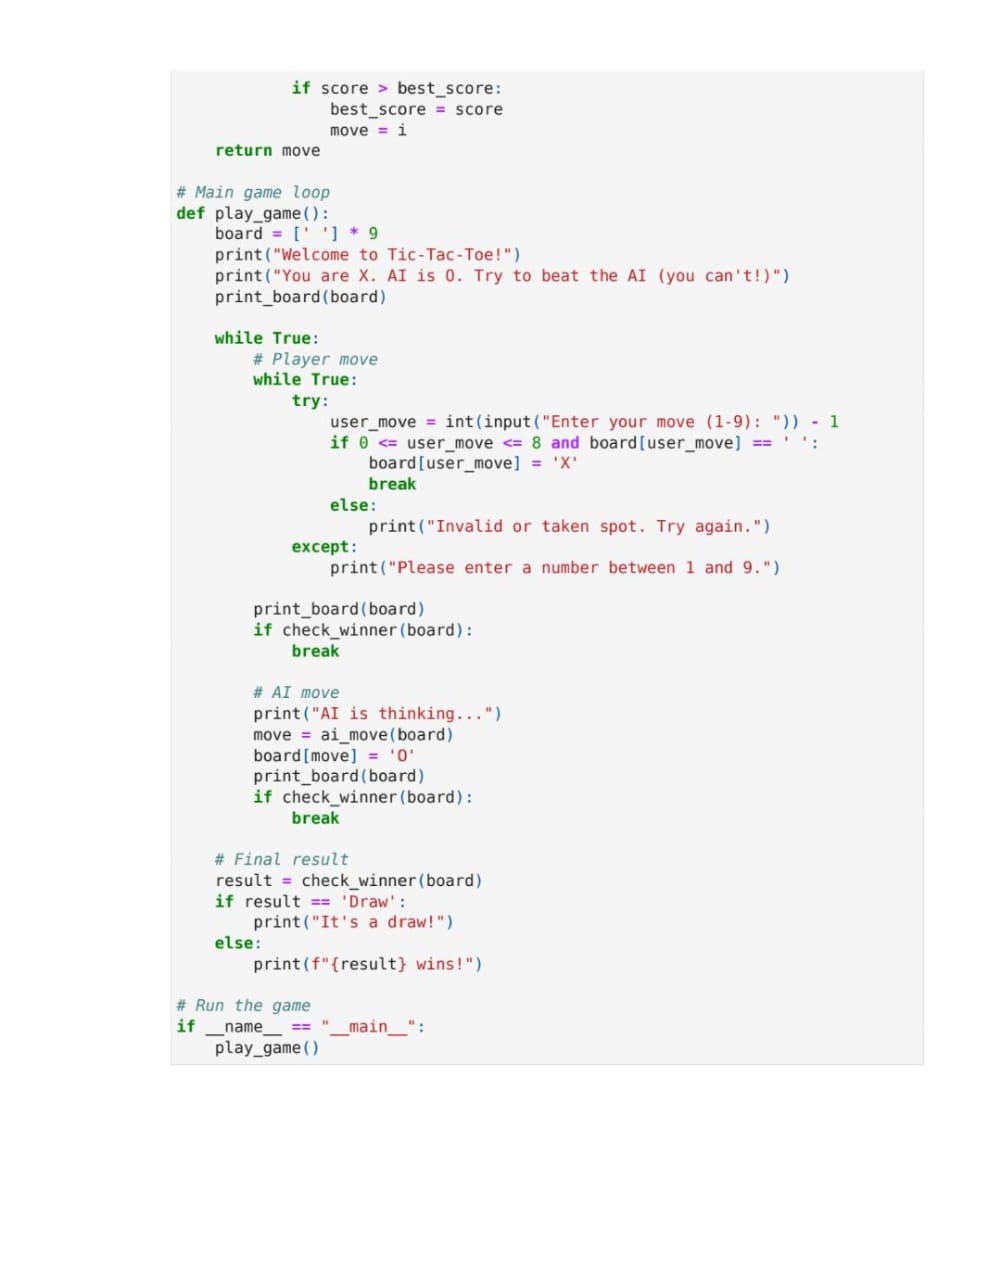 if score > best_score:
                best_score = score
                move = i
    return move

# Main game loop
def play_game():
    board = [' '] * 9
    print("Welcome to Tic-Tac-Toe!")
    print("You are X. AI is O. Try to beat the AI (you can't!)")
    print_board(board)

    while True:
        # Player move
        while True:
            try:
                user_move = int(input("Enter your move (1-9): ")) - 1
                if 0 <= user_move <= 8 and board[user_move] == ' ':
                    board[user_move] = 'X'
                    break
                else:
                    print("Invalid or taken spot. Try again.")
            except:
                print("Please enter a number between 1 and 9.")

        print_board(board)
        if check_winner(board):
            break

        # AI move
        print("AI is thinking...")
        move = ai_move(board)
        board[move] = 'O'
        print_board(board)
        if check_winner(board):
            break

    # Final result
    result = check_winner(board)
    if result == 'Draw':
        print("It's a draw!")
    else:
        print(f"{result} wins!")

# Run the game
if __name__ == "__main__":
    play_game()